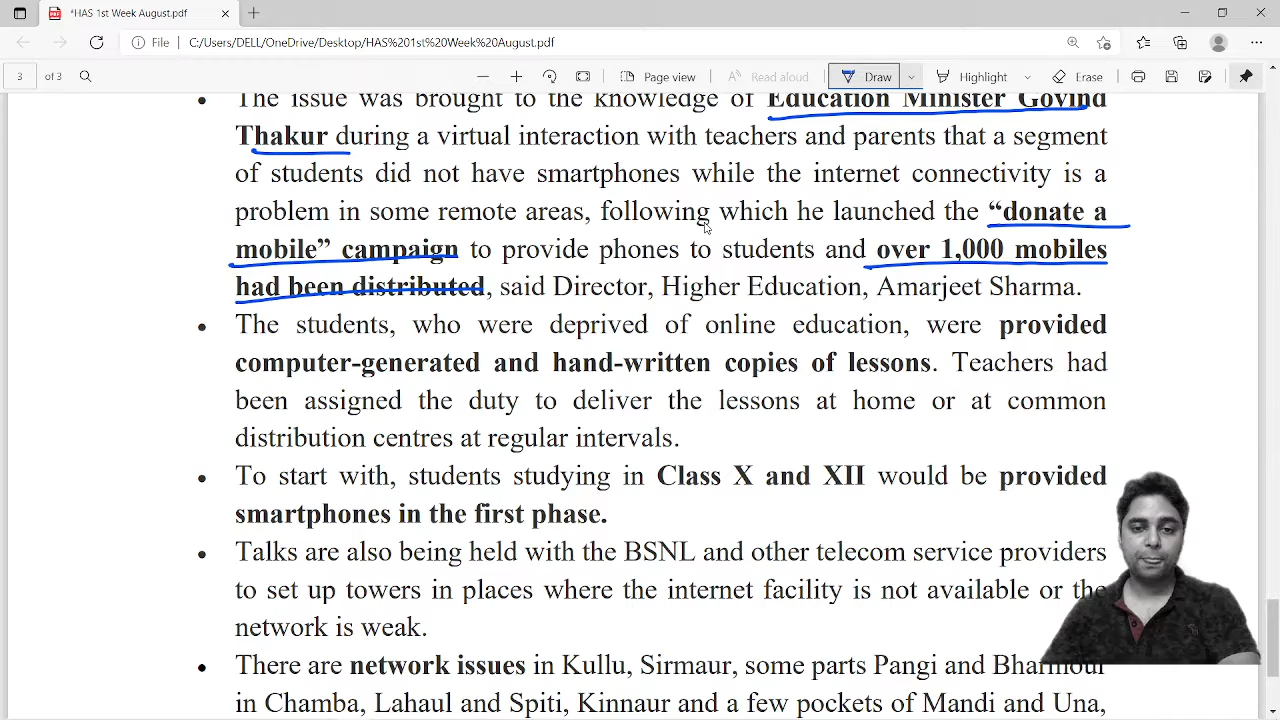 *HAS 1st Week August.pdf
File
C:/Users/DELL/OneDrive/Desktop/HAS%201st%20Week%20August.pdf
3 of 3
Page view
Read aloud
Draw
Highlight
Erase
• The issue was brought to the knowledge of Education Minister Govind
Thakur during a virtual interaction with teachers and parents that a segment
of students did not have smartphones while the internet connectivity is a
problem in some remote areas, following which he launched the “donate a
mobile” campaign to provide phones to students and over 1,000 mobiles
had been distributed, said Director, Higher Education, Amarjeet Sharma.
• The students, who were deprived of online education, were provided
computer-generated and hand-written copies of lessons. Teachers had
been assigned the duty to deliver the lessons at home or at common
distribution centres at regular intervals.
• To start with, students studying in Class X and XII would be provided
smartphones in the first phase.
• Talks are also being held with the BSNL and other telecom service providers
to set up towers in places where the internet facility is not available or the
network is weak.
• There are network issues in Kullu, Sirmaur, some parts Pangi and Bharmour
in Chamba, Lahaul and Spiti, Kinnaur and a few pockets of Mandi and Una,